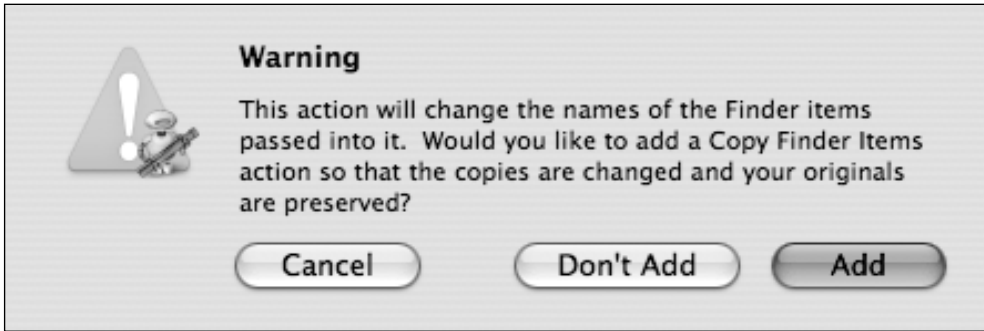 Warning
This action will change the names of the Finder items
passed into it.  Would you like to add a Copy Finder Items
action so that the copies are changed and your originals
are preserved?
Cancel
Don't Add
Add